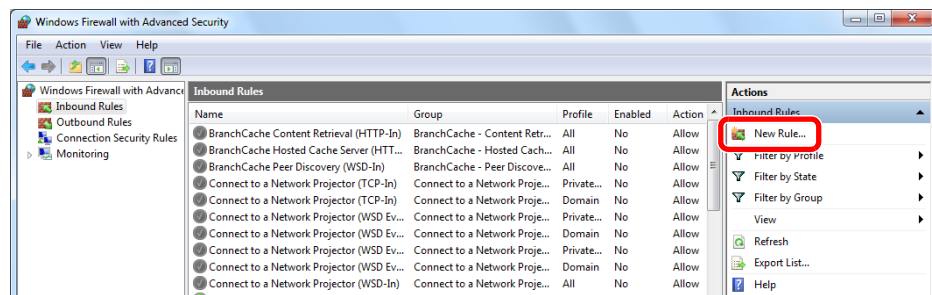 Windows Firewall with Advanced Security
File Action View Help
Windows Firewall with Advance
Inbound Rules
Outbound Rules
Connection Security Rules
Monitoring
Inbound Rules
Name Group Profile Enabled Action
BranchCache Content Retrieval (HTTP-In) BranchCache - Content Retr... All No Allow
BranchCache Hosted Cache Server (HTT... BranchCache - Hosted Cach... All No Allow
BranchCache Peer Discovery (WSD-In) BranchCache - Peer Discove... All No Allow
Connect to a Network Projector (TCP-In) Connect to a Network Proje... Private... No Allow
Connect to a Network Projector (TCP-In) Connect to a Network Proje... Domain No Allow
Connect to a Network Projector (WSD Ev... Connect to a Network Proje... Private... No Allow
Connect to a Network Projector (WSD Ev... Connect to a Network Proje... Domain No Allow
Connect to a Network Projector (WSD Ev... Connect to a Network Proje... Private... No Allow
Connect to a Network Projector (WSD Ev... Connect to a Network Proje... Domain No Allow
Connect to a Network Projector (WSD-In) Connect to a Network Proje... All No Allow
Actions
Inbound Rules
New Rule...
Filter by Profile
Filter by State
Filter by Group
View
Refresh
Export List...
Help